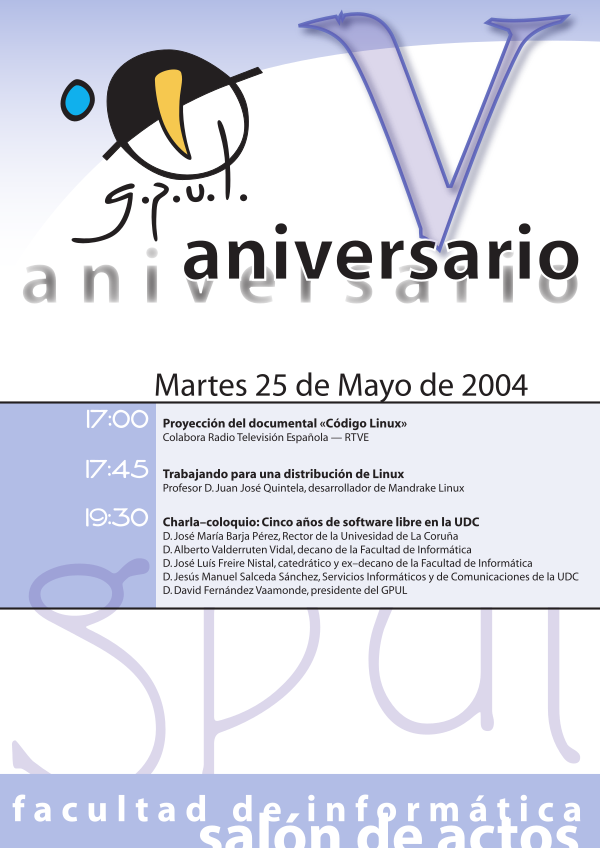 V
g.p.u.l.
aniversario
aniversario
Martes 25 de Mayo de 2004
17:00
Proyección del documental «Código Linux»
Colabora Radio Televisión Española — RTVE
17:45
Trabajando para una distribución de Linux
Profesor D. Juan José Quintela, desarrollador de Mandrake Linux
19:30
Charla–coloquio: Cinco años de software libre en la UDC
D. José María Barja Pérez, Rector de la Univesidad de La Coruña
D. Alberto Valderruten Vidal, decano de la Facultad de Informática
D. José Luís Freire Nistal, catedrático y ex–decano de la Facultad de Informática
D. Jesús Manuel Salceda Sánchez, Servicios Informáticos y de Comunicaciones de la UDC
D. David Fernández Vaamonde, presidente del GPUL
gpul
facultad de informática
salón de actos